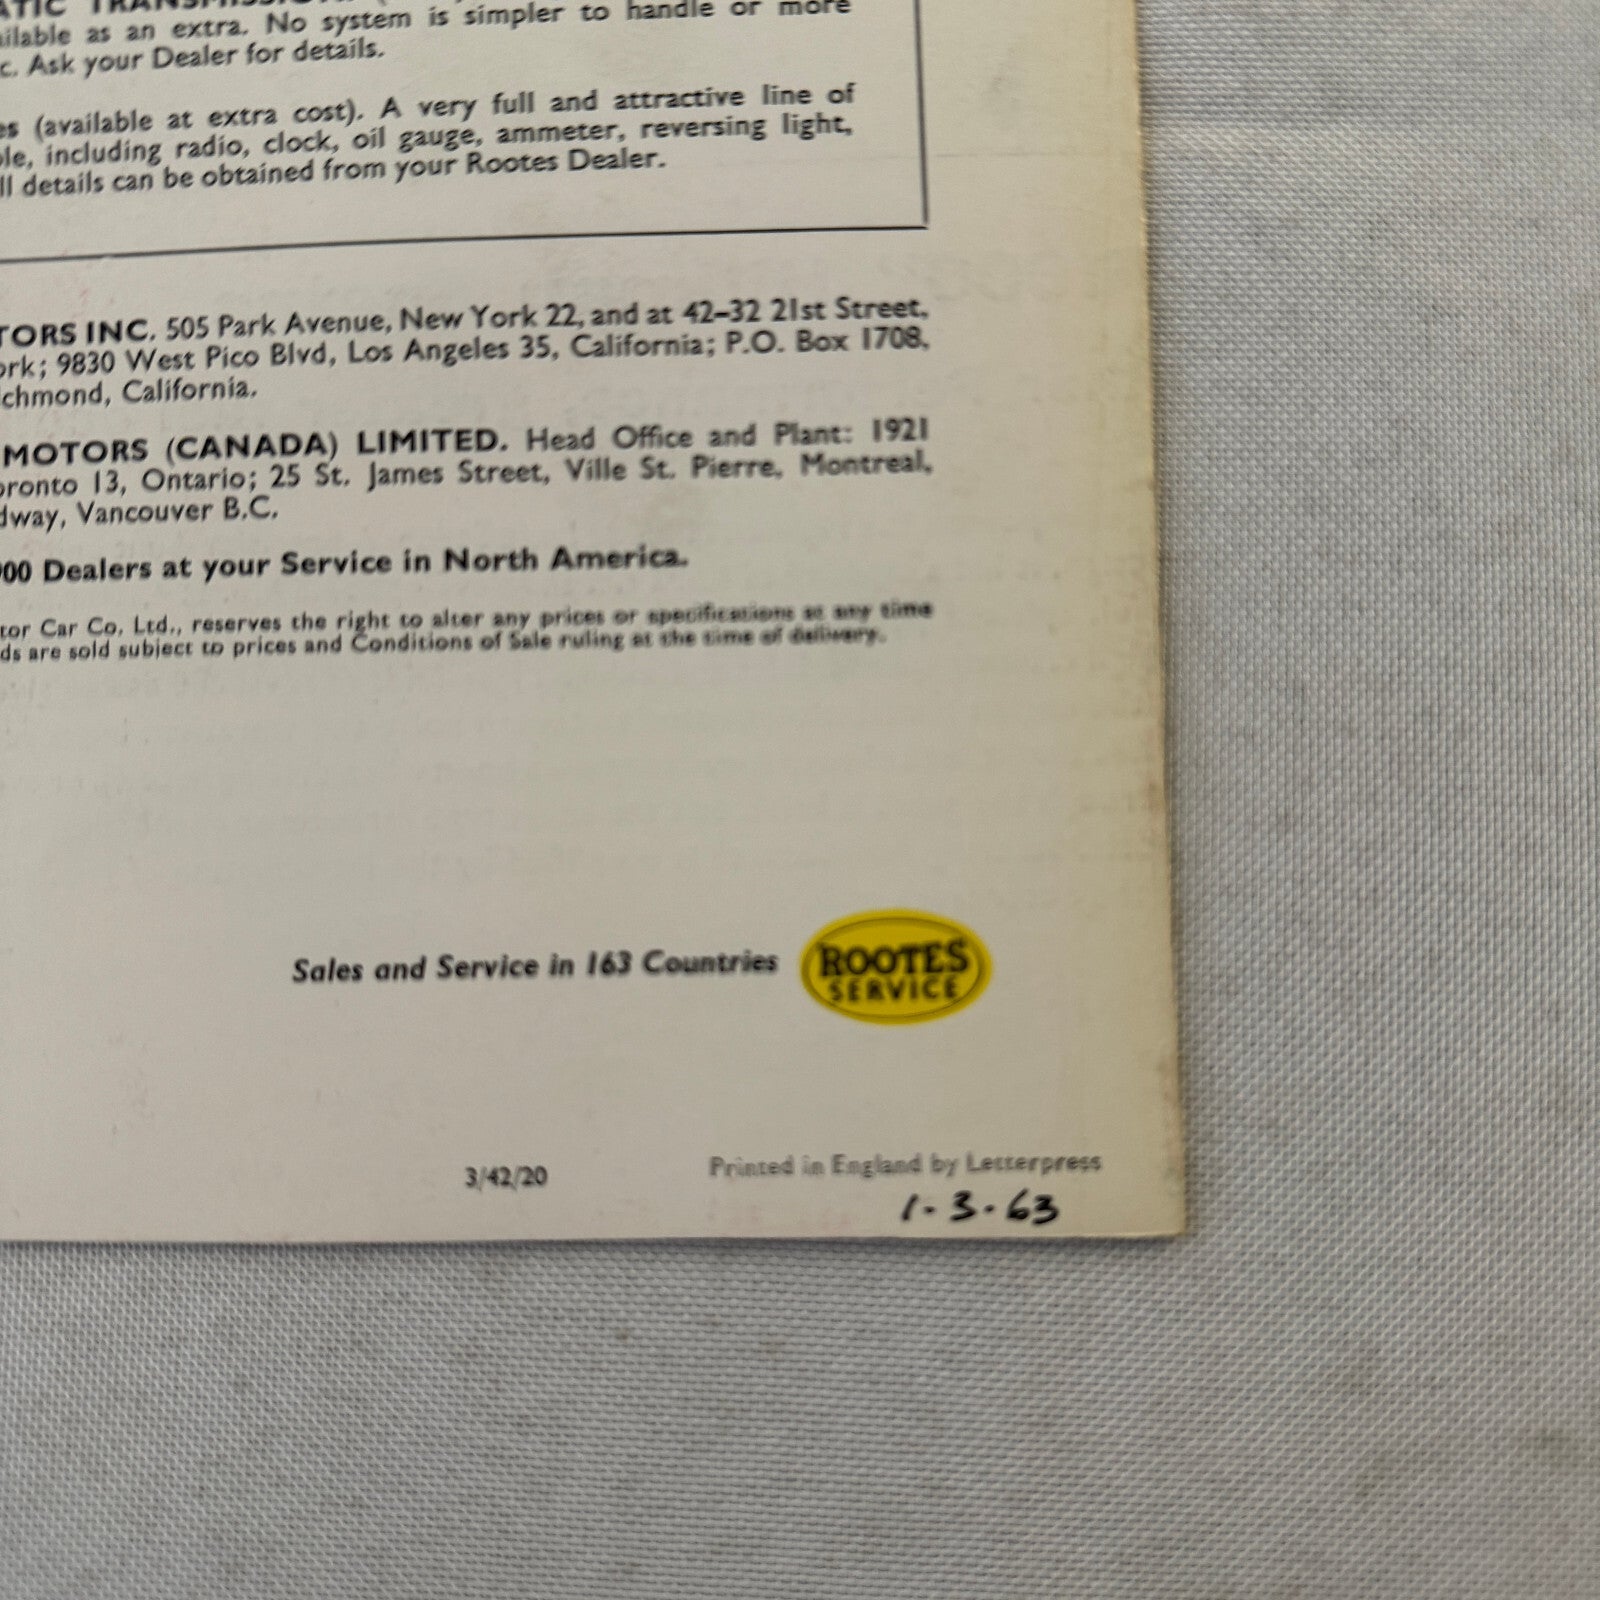 ATIC TRANSMISSION
ilable as an extra. No system is simpler to handle or more
c. Ask your Dealer for details.
es (available at extra cost). A very full and attractive line of
le, including radio, clock, oil gauge, ammeter, reversing light,
ll details can be obtained from your Rootes Dealer.
TORS INC. 505 Park Avenue, New York 22, and at 42–32 21st Street,
ork; 9830 West Pico Blvd, Los Angeles 35, California; P.O. Box 1708,
chmond, California.
MOTORS (CANADA) LIMITED. Head Office and Plant: 1921
oronto 13, Ontario; 25 St. James Street, Ville St. Pierre, Montreal,
dway, Vancouver B.C.
00 Dealers at your Service in North America.
tor Car Co. Ltd., reserves the right to alter any prices or specifications at any time
ds are sold subject to prices and Conditions of Sale ruling at the time of delivery.
Sales and Service in 163 Countries
ROOTES
SERVICE
3/42/20
Printed in England by Letterpress
1·3·63